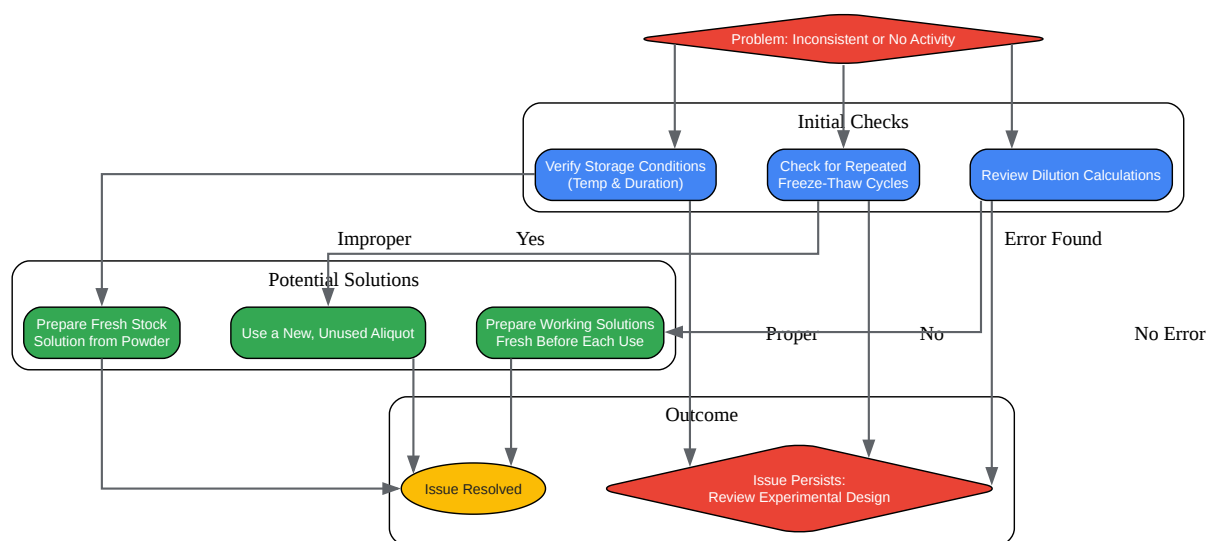 Problem: Inconsistent or No Activity
Initial Checks
Verify Storage Conditions
(Temp & Duration)
Check for Repeated
Freeze-Thaw Cycles
Review Dilution Calculations
Improper
Yes
Error Found
Potential Solutions
Prepare Fresh Stock
Solution from Powder
Use a New, Unused Aliquot
Prepare Working Solutions
Fresh Before Each Use
Proper
No
No Error
Outcome
Issue Resolved
Issue Persists:
Review Experimental Design